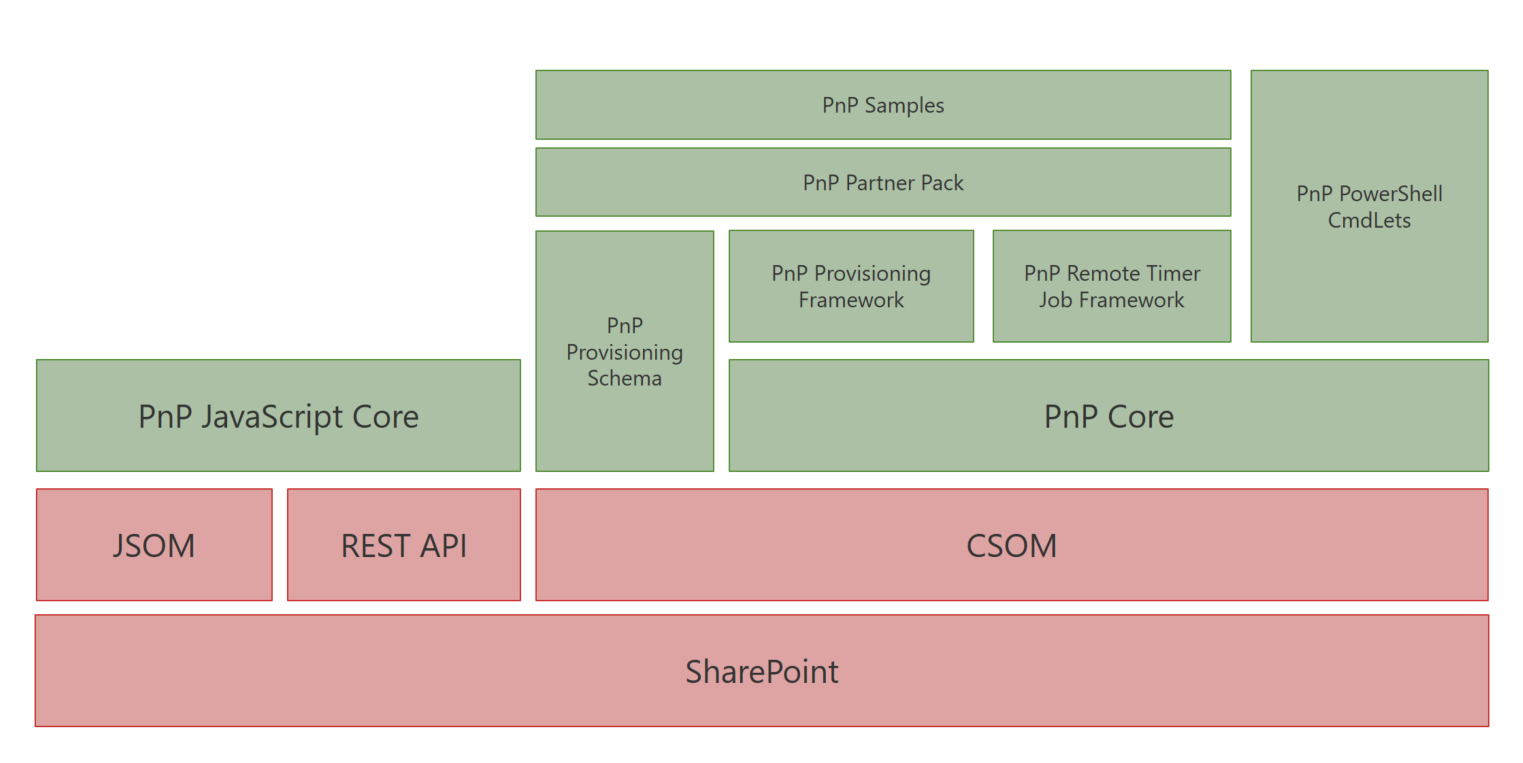 PnP Samples
PnP Partner Pack
PnP PowerShell
CmdLets
PnP Provisioning
Framework
PnP Remote Timer
Job Framework
PnP
Provisioning
Schema
PnP JavaScript Core
PnP Core
JSOM
REST API
CSOM
SharePoint